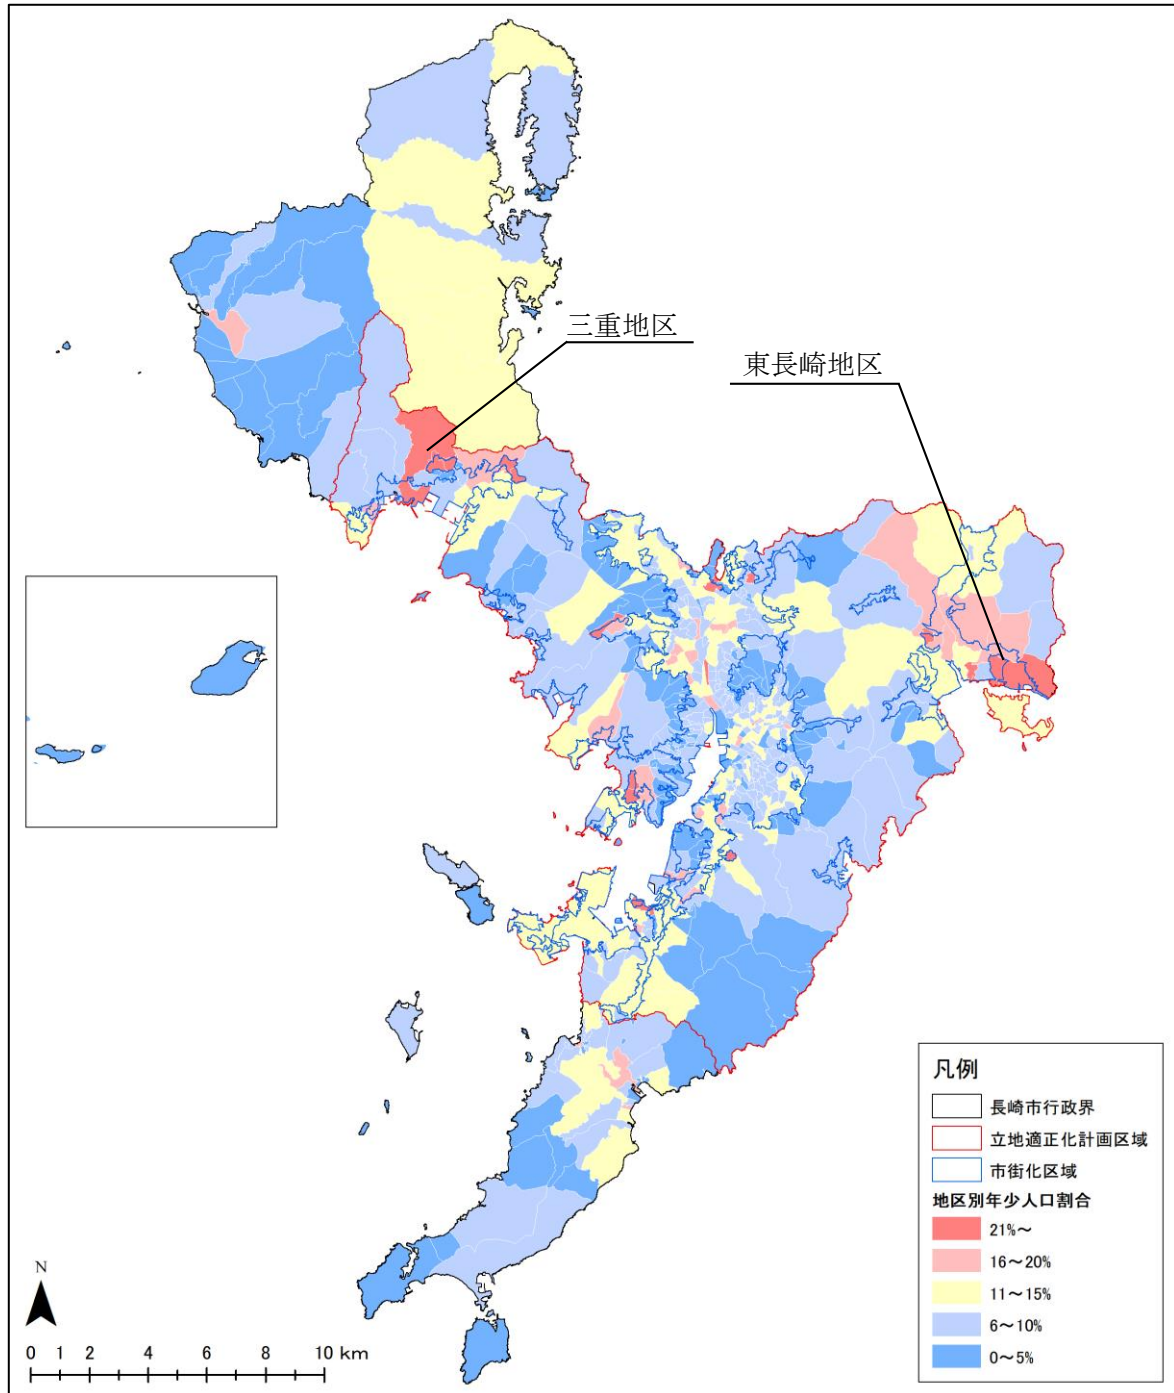 三重地区
東長崎地区
凡例
長崎市行政界
立地適正化計画区域
市街化区域
地区別年少人口割合
21%～
16～20%
11～15%
6～10%
0～5%
N
0 1 2 4 6 8 10 km